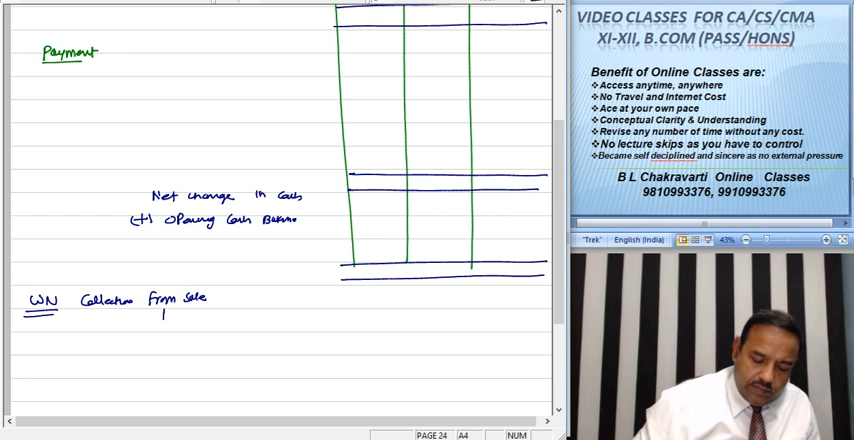 Payment
Net change in Cash
(+) Opening Cash Balance
WN Collection From Sale
PAGE 24 A4 NUM
VIDEO CLASSES FOR CA/CS/CMA
XI-XII, B.COM (PASS/HONS)
Benefit of Online Classes are:
❖Access anytime, anywhere
❖No Travel and Internet Cost
❖Ace at your own pace
❖Conceptual Clarity & Understanding
❖Revise any number of time without any cost.
❖No lecture skips as you have to control
❖Became self deciplined and sincere as no external pressure
B L Chakravarti Online Classes
9810993376, 9910993376
"Trek" English (India) 43%